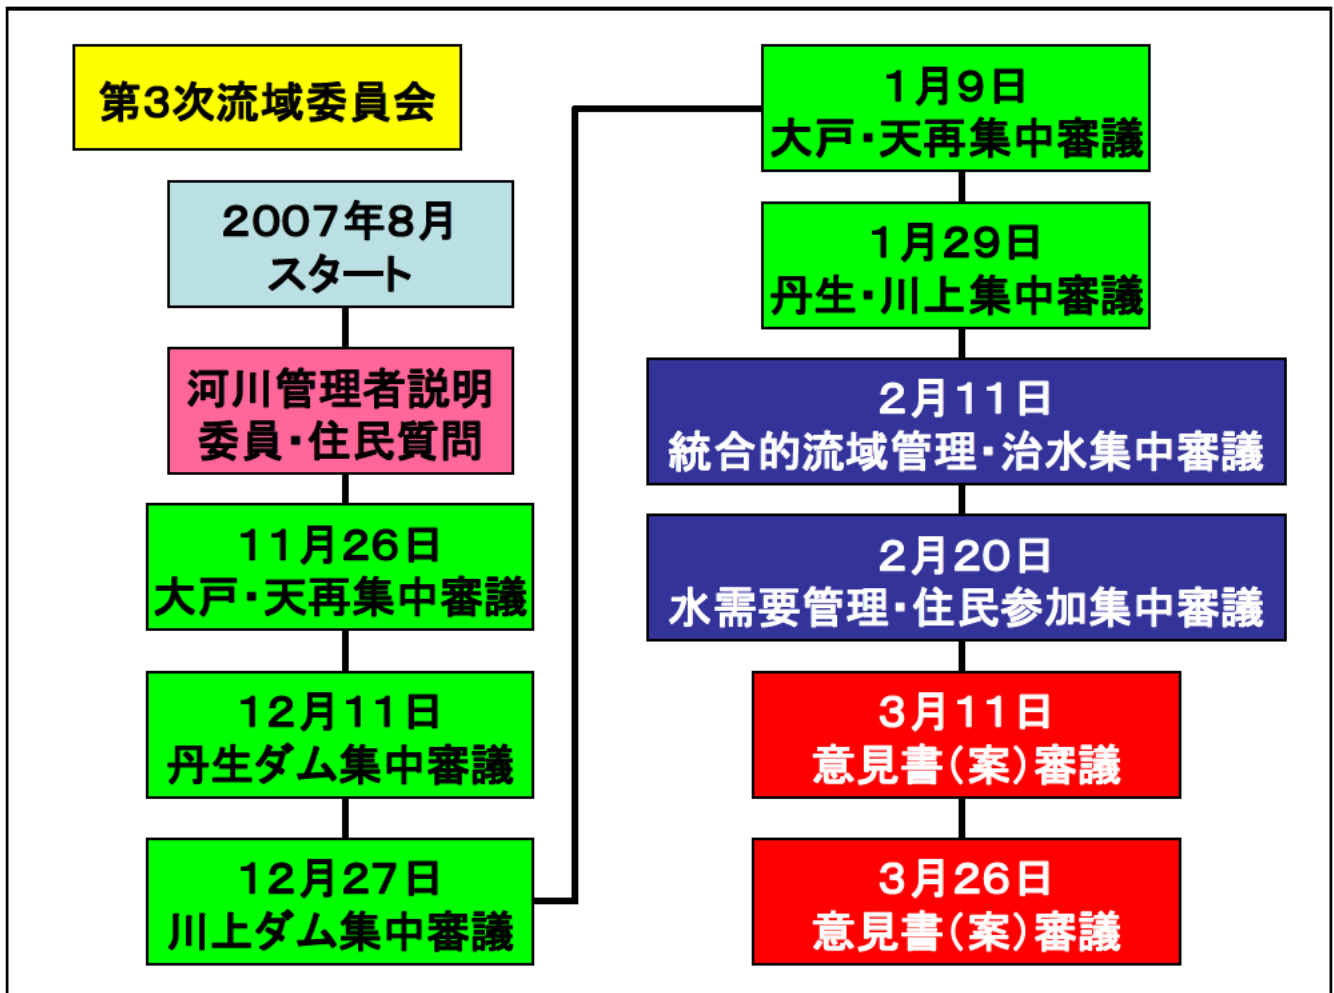 第３次流域委員会
２００７年８月
スタート
河川管理者説明
委員・住民質問
１１月２６日
大戸・天再集中審議
１２月１１日
丹生ダム集中審議
１２月２７日
川上ダム集中審議
１月９日
大戸・天再集中審議
１月２９日
丹生・川上集中審議
２月１１日
統合的流域管理・治水集中審議
２月２０日
水需要管理・住民参加集中審議
３月１１日
意見書（案）審議
３月２６日
意見書（案）審議